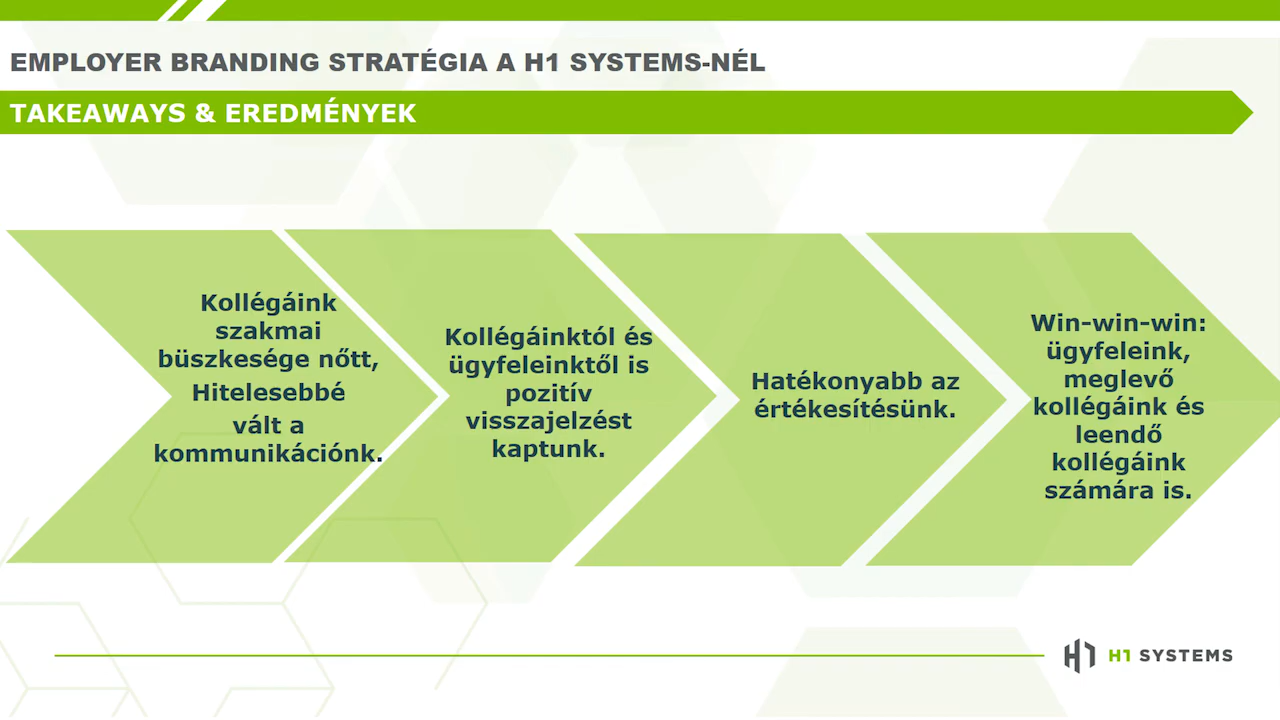 EMPLOYER BRANDING STRATÉGIA A H1 SYSTEMS-NÉL
TAKEAWAYS & EREDMÉNYEK
Kollégáink
szakmai
büszkesége nőtt,
Hitelesebbé
vált a
kommunikációnk.
Kollégáinktól és
ügyfeleinktől is
pozitív
visszajelzést
kaptunk.
Hatékonyabb az
értékesítésünk.
Win-win-win:
ügyfeleink,
meglevő
kollégáink és
leendő
kollégáink
számára is.
H1 SYSTEMS